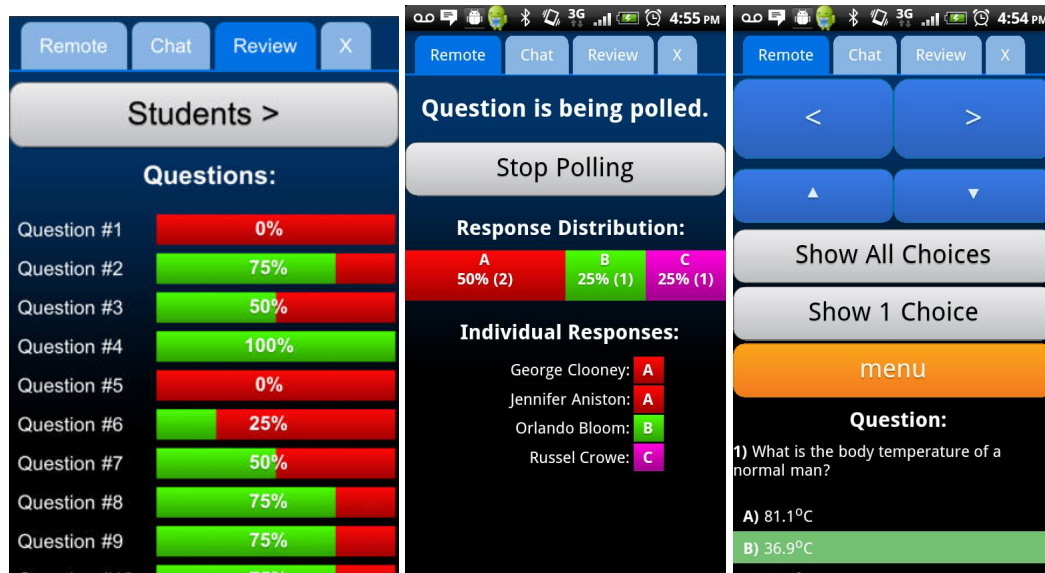 Remote Chat Review X
Students >
Questions:
Question #1 0%
Question #2 75%
Question #3 50%
Question #4 100%
Question #5 0%
Question #6 25%
Question #7 50%
Question #8 75%
Question #9 75%
3G 4:55 PM
Remote Chat Review X
Question is being polled.
Stop Polling
Response Distribution:
A B C
50% (2) 25% (1) 25% (1)
Individual Responses:
George Clooney: A
Jennifer Aniston: A
Orlando Bloom: B
Russel Crowe: C
3G 4:54 PM
Remote Chat Review X
< >
▲ ▼
Show All Choices
Show 1 Choice
menu
Question:
1) What is the body temperature of a
normal man?
A) 81.1°C
B) 36.9°C